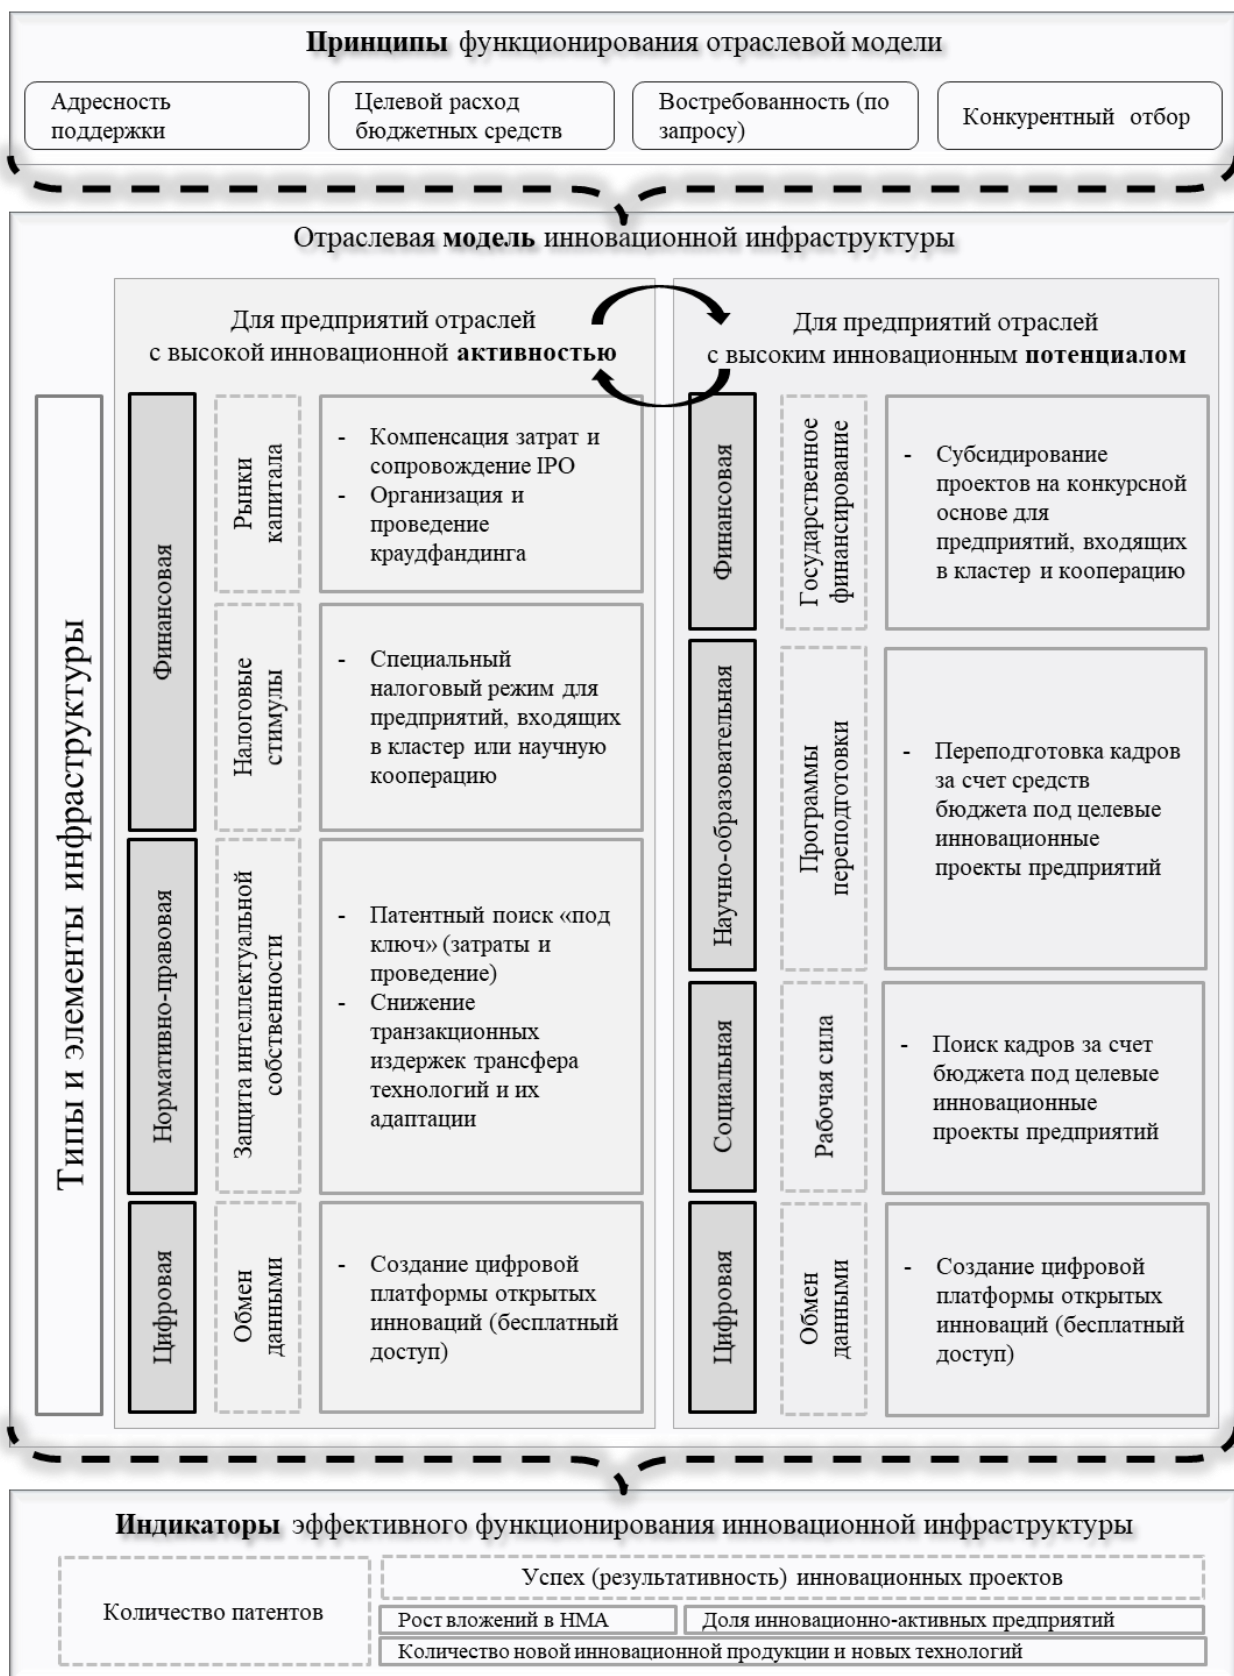 Принципы функционирования отраслевой модели
Адресность
поддержки
Целевой расход
бюджетных средств
Востребованность (по
запросу)
Конкурентный отбор
Отраслевая модель инновационной инфраструктуры
Типы и элементы инфраструктуры
Для предприятий отраслей
с высокой инновационной активностью
Финансовая
Рынки
капитала
- Компенсация затрат и
сопровождение IPO
- Организация и
проведение
краудфандинга
Налоговые
стимулы
- Специальный
налоговый режим для
предприятий, входящих
в кластер или научную
кооперацию
Нормативно-правовая
Защита интеллектуальной
собственности
- Патентный поиск «под
ключ» (затраты и
проведение)
- Снижение
транзакционных
издержек трансфера
технологий и их
адаптации
Цифровая
Обмен
данными
- Создание цифровой
платформы открытых
инноваций (бесплатный
доступ)
Для предприятий отраслей
с высоким инновационным потенциалом
Финансовая
Государственное
финансирование
- Субсидирование
проектов на конкурсной
основе для
предприятий, входящих
в кластер и кооперацию
Научно-образовательная
Программы
переподготовки
- Переподготовка кадров
за счет средств
бюджета под целевые
инновационные
проекты предприятий
Социальная
Рабочая сила
- Поиск кадров за счет
бюджета под целевые
инновационные
проекты предприятий
Цифровая
Обмен
данными
- Создание цифровой
платформы открытых
инноваций (бесплатный
доступ)
Индикаторы эффективного функционирования инновационной инфраструктуры
Количество патентов
Успех (результативность) инновационных проектов
Рост вложений в НМА
Доля инновационно-активных предприятий
Количество новой инновационной продукции и новых технологий